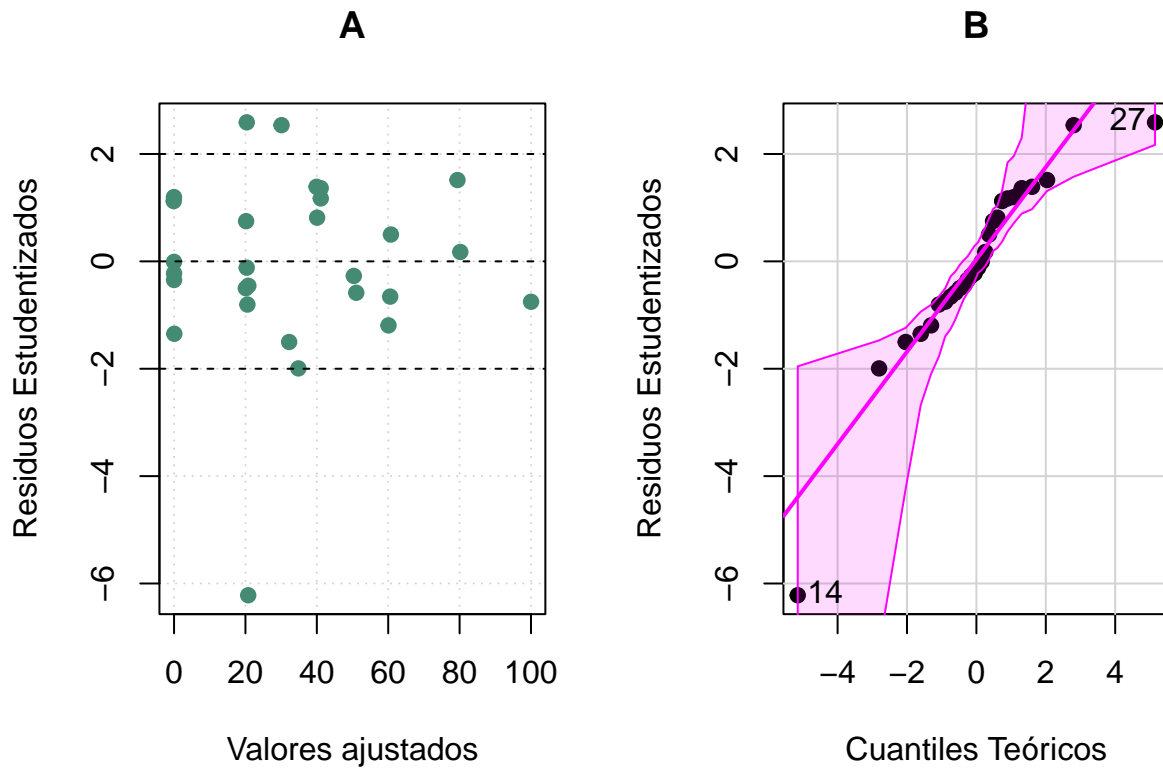 A
Residuos Estudentizados
2
0
−2
−4
−6
0 20 40 60 80 100
Valores ajustados
B
Residuos Estudentizados
2
0
−2
−4
−6
27
14
−4 −2 0 2 4
Cuantiles Teóricos